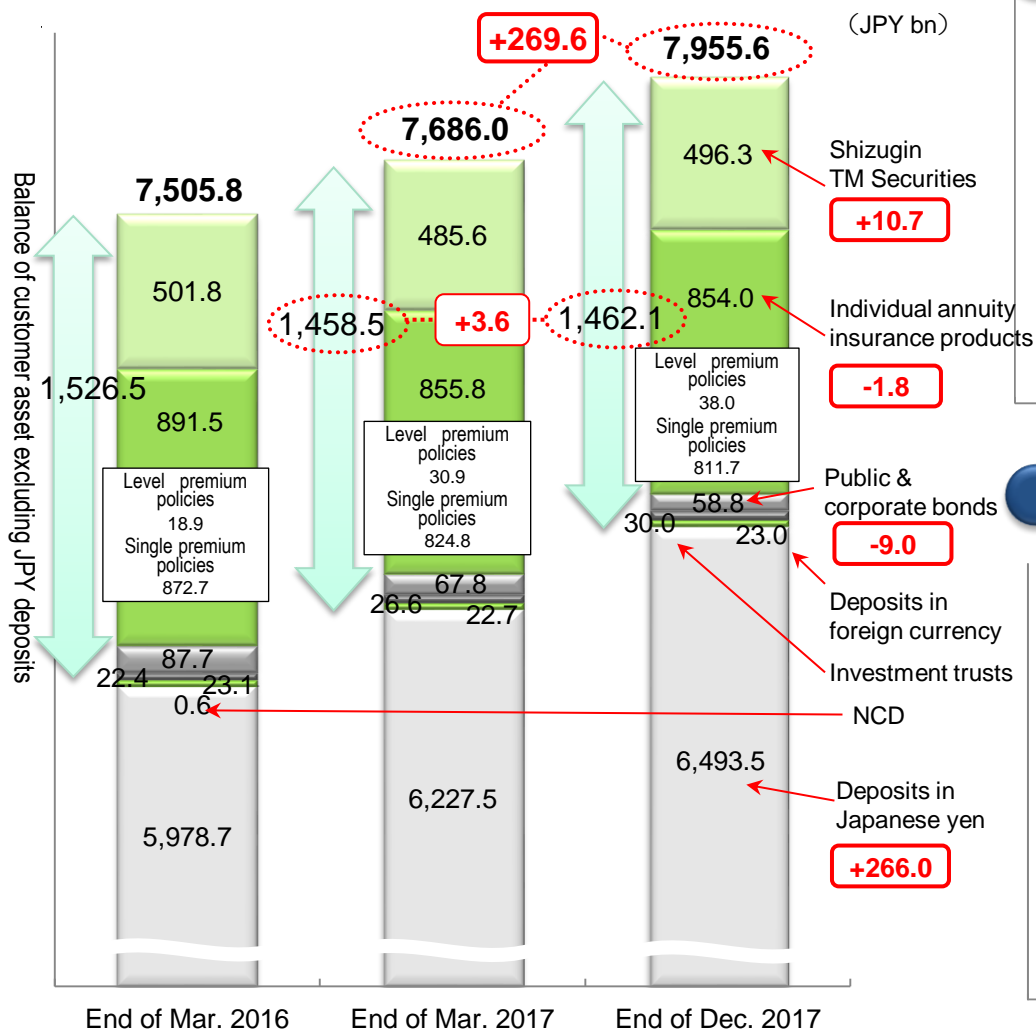 （JPY bn）
+269.6
7,955.6
7,686.0
7,505.8
Balance of customer asset excluding JPY deposits
501.8
1,526.5
891.5
Level premium
policies
18.9
Single premium
policies
872.7
87.7
22.4
23.1
0.6
5,978.7
485.6
1,458.5
+3.6
855.8
Level premium
policies
30.9
Single premium
policies
824.8
67.8
26.6
22.7
6,227.5
496.3
1,462.1
854.0
Level premium
policies
38.0
Single premium
policies
811.7
58.8
30.0
23.0
6,493.5
Shizugin
TM Securities
+10.7
Individual annuity
insurance products
-1.8
Public &
corporate bonds
-9.0
Deposits in
foreign currency
Investment trusts
NCD
Deposits in
Japanese yen
+266.0
End of Mar. 2016
End of Mar. 2017
End of Dec. 2017